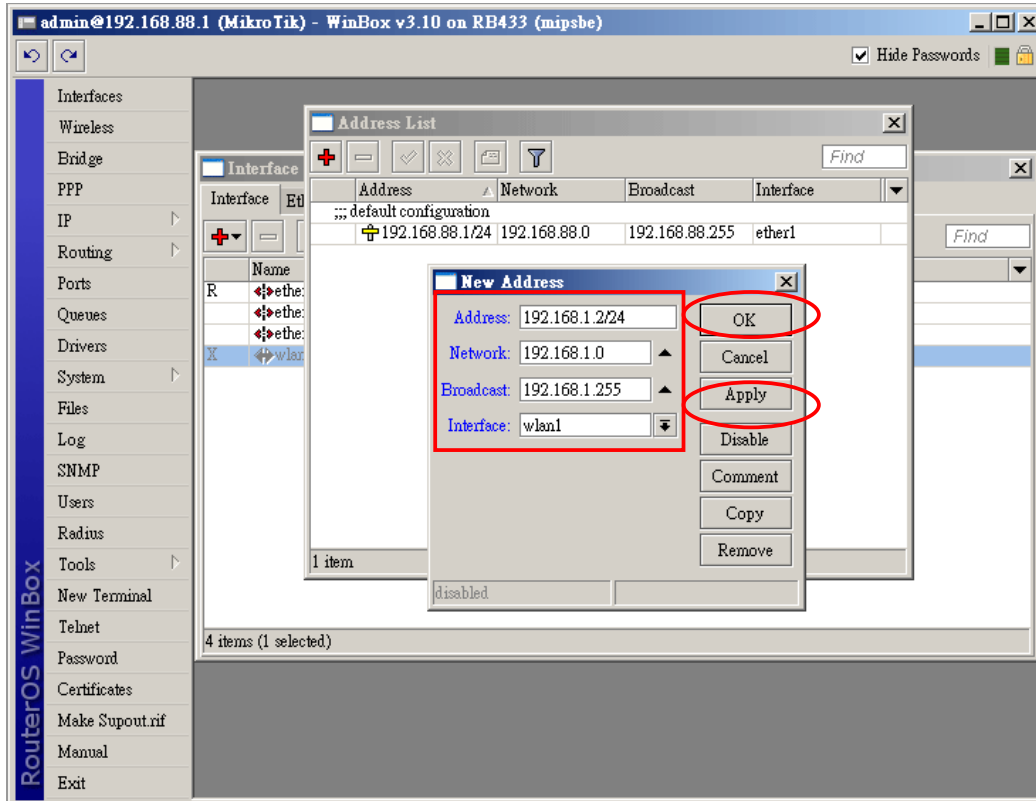 admin@192.168.88.1 (MikroTik) - WinBox v3.10 on RB433 (mipsbe)
Hide Passwords
Interfaces
Wireless
Bridge
PPP
IP
Routing
Ports
Queues
Drivers
System
Files
Log
SNMP
Users
Radius
Tools
New Terminal
Telnet
Password
Certificates
Make Supout.rif
Manual
Exit
RouterOS WinBox
Interface
Interface Etl
Find
Name
R ethe
ethe
ethe
X wlan
4 items (1 selected)
Address List
Find
Address Network Broadcast Interface
;;; default configuration
192.168.88.1/24 192.168.88.0 192.168.88.255 ether1
1 item
New Address
Address: 192.168.1.2/24
Network: 192.168.1.0
Broadcast: 192.168.1.255
Interface: wlan1
OK
Cancel
Apply
Disable
Comment
Copy
Remove
disabled